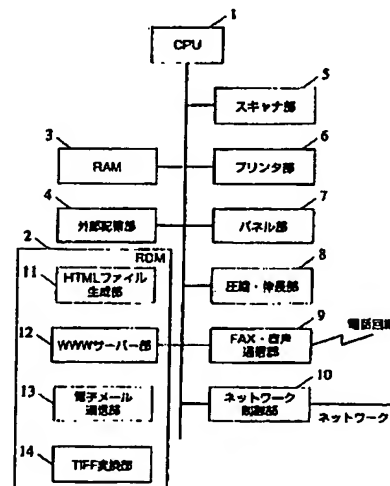 1
CPU
5
スキャナ部
3
RAM
6
プリンタ部
4
外部記憶部
7
パネル部
2
ROM
11
HTMLファイル
生成部
8
圧縮・伸長部
12
WWWサーバー部
9
FAX・音声
通信部
電話回線
13
電子メール
通信部
10
ネットワーク
制御部
ネットワーク
14
TIFF変換部